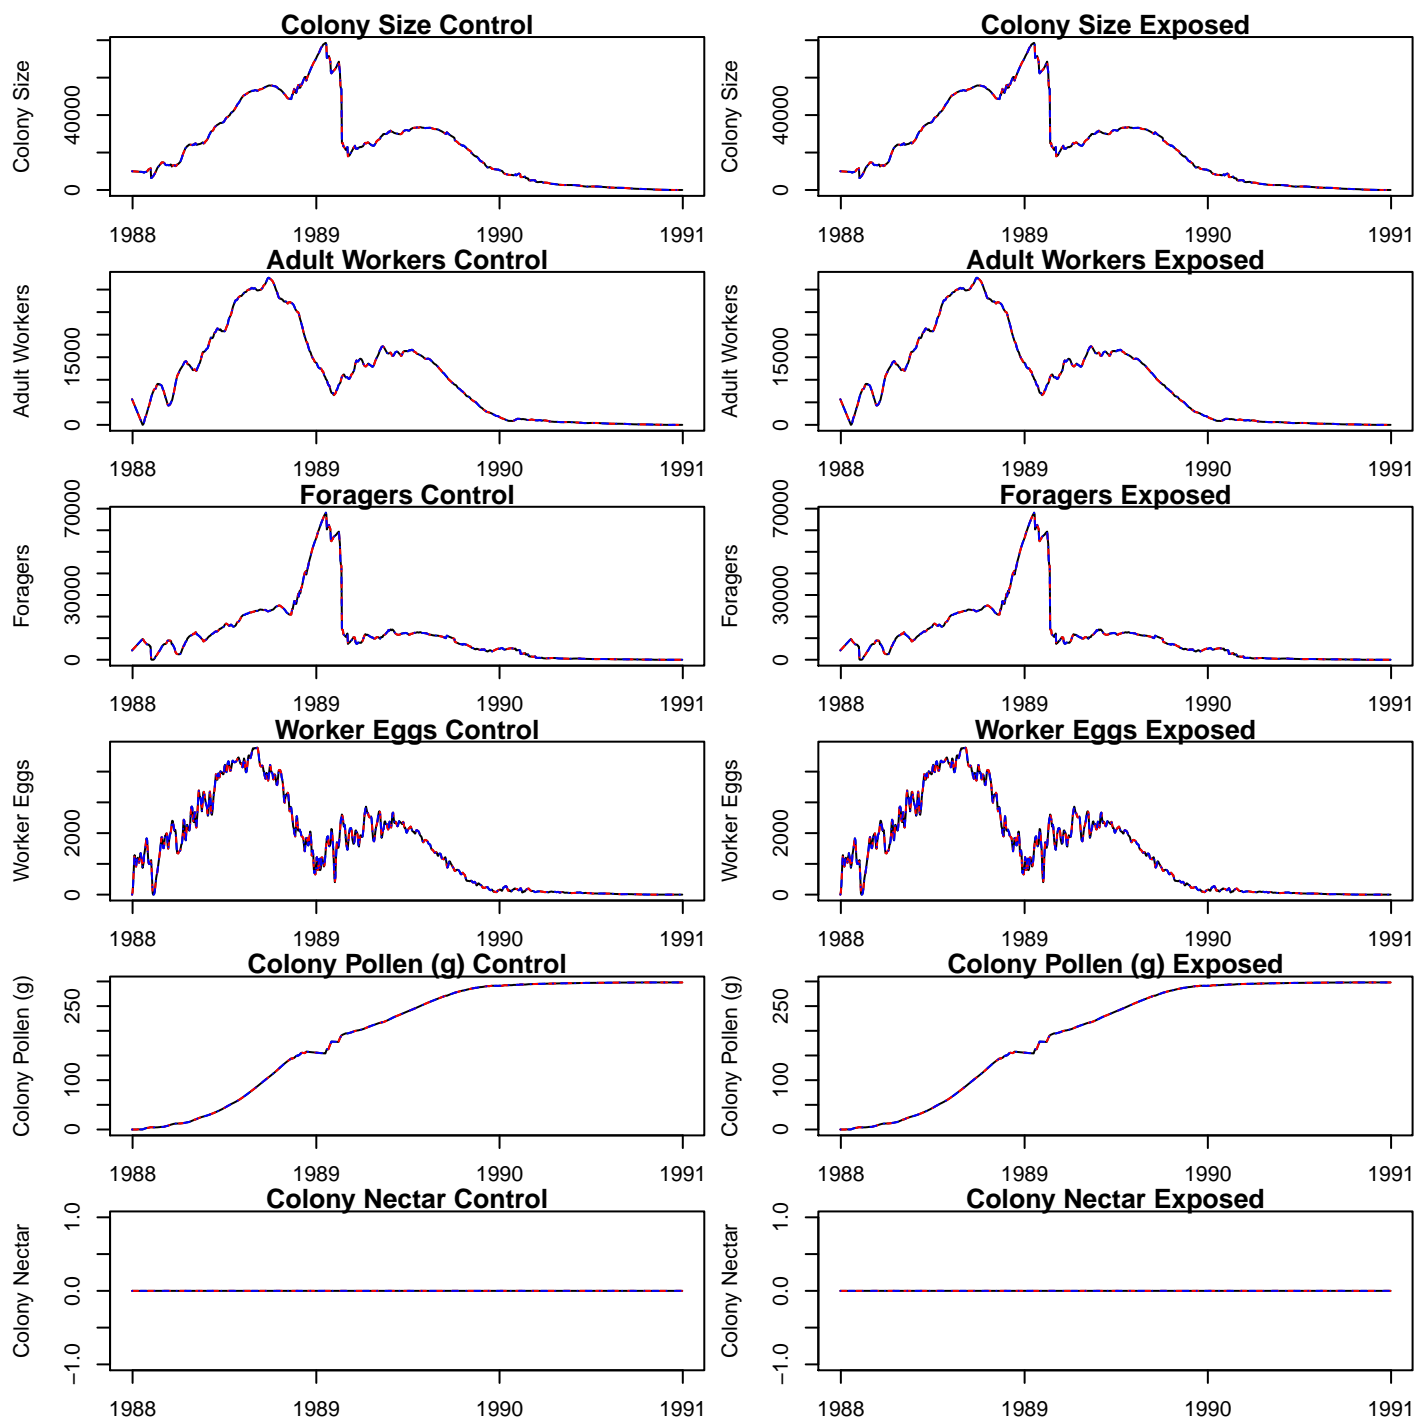 Colony Size Control
Colony Size
40000
0
1988 1989 1990 1991
Colony Size Exposed
Colony Size
40000
0
1988 1989 1990 1991
Adult Workers Control
Adult Workers
15000
0
1988 1989 1990 1991
Adult Workers Exposed
Adult Workers
15000
0
1988 1989 1990 1991
Foragers Control
Foragers
70000
30000
0
1988 1989 1990 1991
Foragers Exposed
Foragers
70000
30000
0
1988 1989 1990 1991
Worker Eggs Control
Worker Eggs
2000
0
1988 1989 1990 1991
Worker Eggs Exposed
Worker Eggs
2000
0
1988 1989 1990 1991
Colony Pollen (g) Control
Colony Pollen (g)
250
100
0
1988 1989 1990 1991
Colony Pollen (g) Exposed
Colony Pollen (g)
250
100
0
1988 1989 1990 1991
Colony Nectar Control
Colony Nectar
1.0
0.0
−1.0
1988 1989 1990 1991
Colony Nectar Exposed
Colony Nectar
1.0
0.0
−1.0
1988 1989 1990 1991